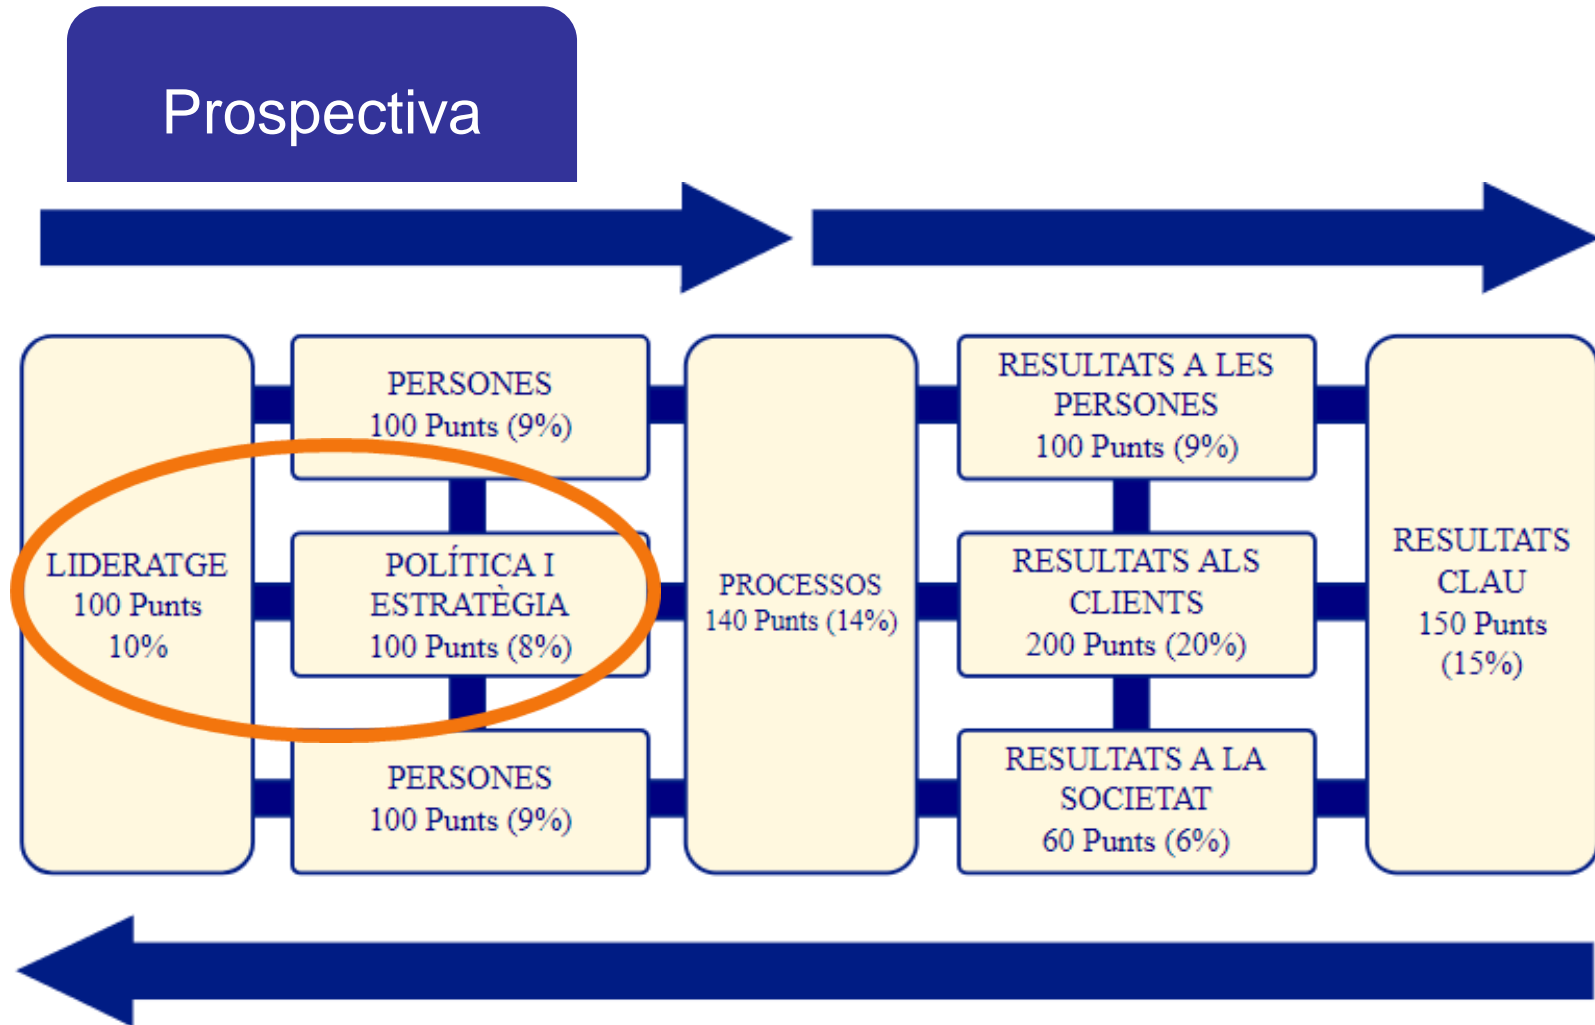 Prospectiva
LIDERATGE
100 Punts
10%
PERSONES
100 Punts (9%)
POLÍTICA I
ESTRATÈGIA
100 Punts (8%)
PERSONES
100 Punts (9%)
PROCESSOS
140 Punts (14%)
RESULTATS A LES
PERSONES
100 Punts (9%)
RESULTATS ALS
CLIENTS
200 Punts (20%)
RESULTATS A LA
SOCIETAT
60 Punts (6%)
RESULTATS
CLAU
150 Punts
(15%)